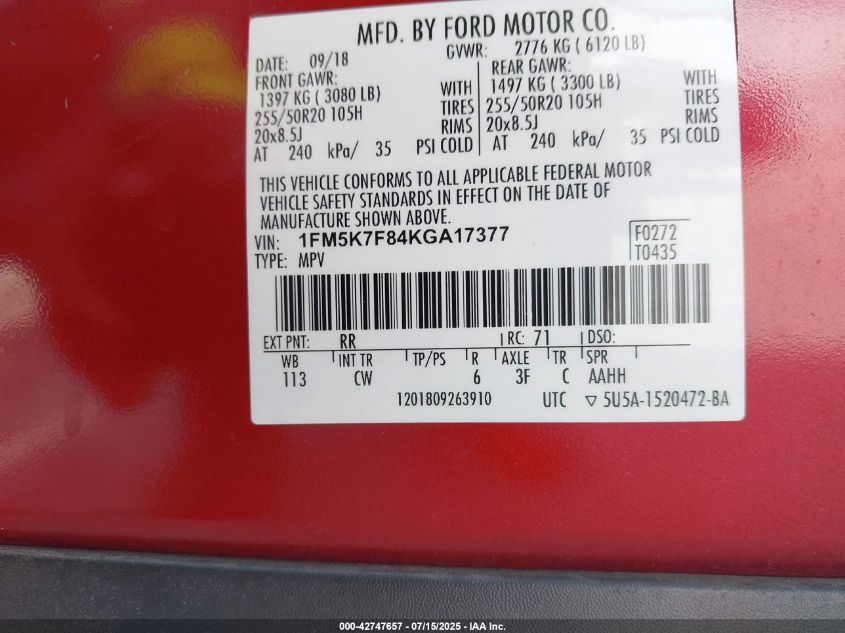 MFD. BY FORD MOTOR CO.
DATE: 09/18 GVWR: 2776 KG ( 6120 LB)
FRONT GAWR: REAR GAWR:
1397 KG ( 3080 LB) WITH 1497 KG ( 3300 LB) WITH
255/50R20 105H TIRES 255/50R20 105H TIRES
20x8.5J RIMS 20x8.5J RIMS
AT 240 kPa/ 35 PSI COLD AT 240 kPa/ 35 PSI COLD
THIS VEHICLE CONFORMS TO ALL APPLICABLE FEDERAL MOTOR
VEHICLE SAFETY STANDARDS IN EFFECT ON THE DATE OF
MANUFACTURE SHOWN ABOVE.
VIN: 1FM5K7F84KGA17377 F0272
TYPE: MPV T0435
EXT PNT: RR RC: 71 DSO:
WB INT TR TP/PS R AXLE TR SPR
113 CW 6 3F C AAHH
1201809263910 UTC ▽ 5U5A-1520472-BA
000-42747657 - 07/15/2025 - IAA Inc.